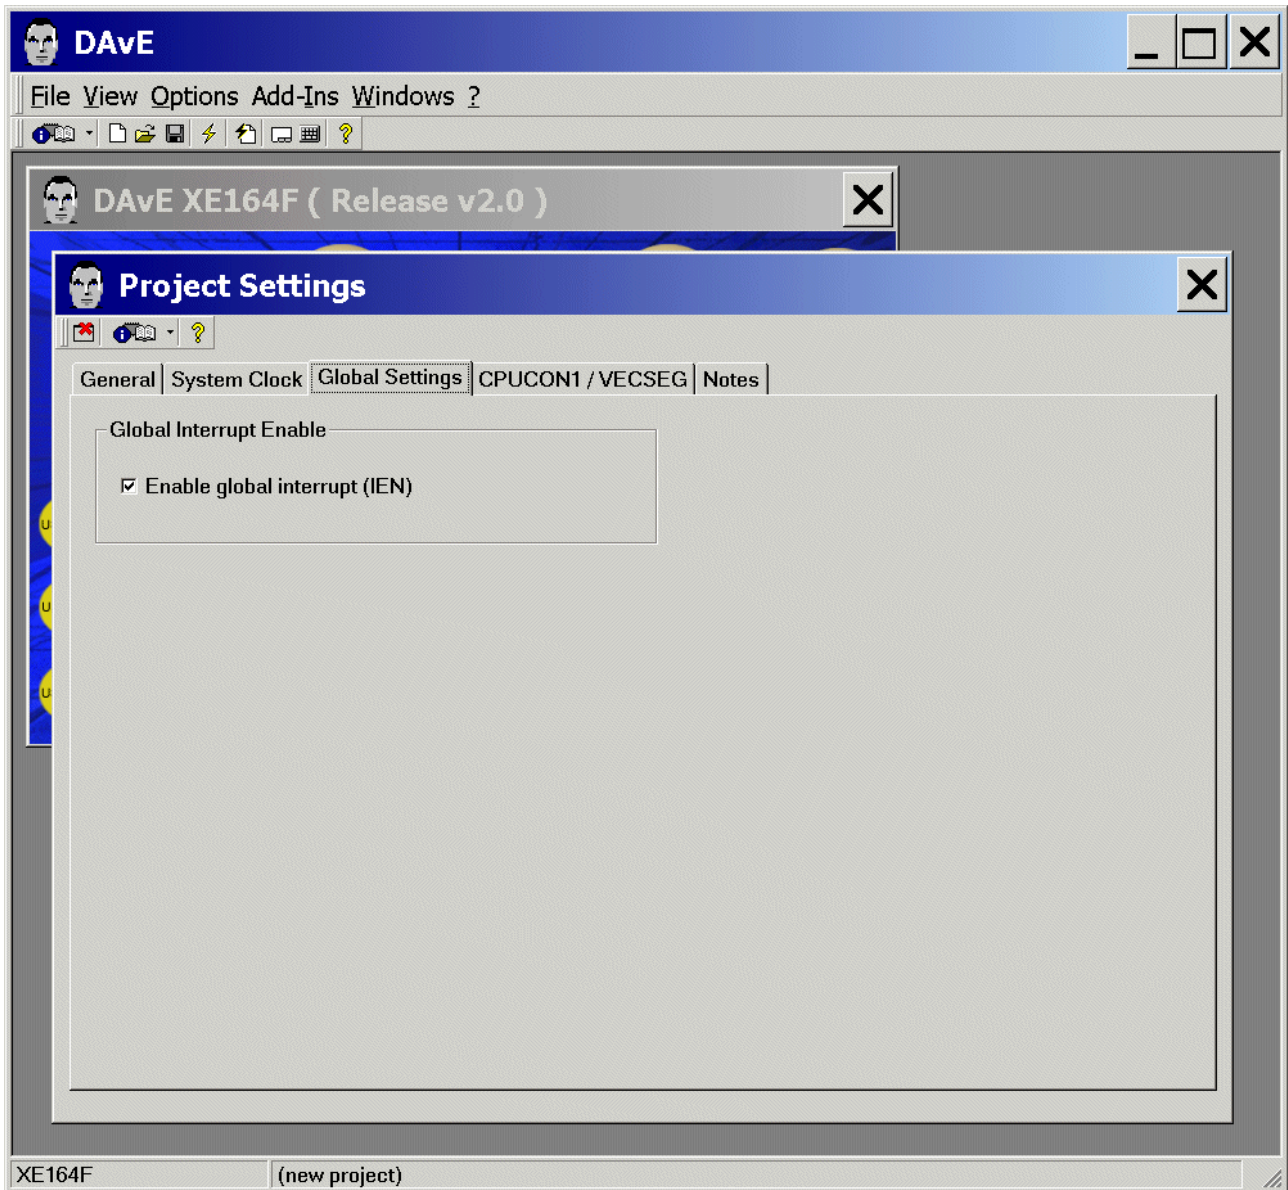 DAvE
File View Options Add-Ins Windows ?
DAvE XE164F ( Release v2.0 )
Project Settings
General System Clock Global Settings CPUCON1 / VECSEG Notes
Global Interrupt Enable
Enable global interrupt (IEN)
U
U
U
XE164F (new project)